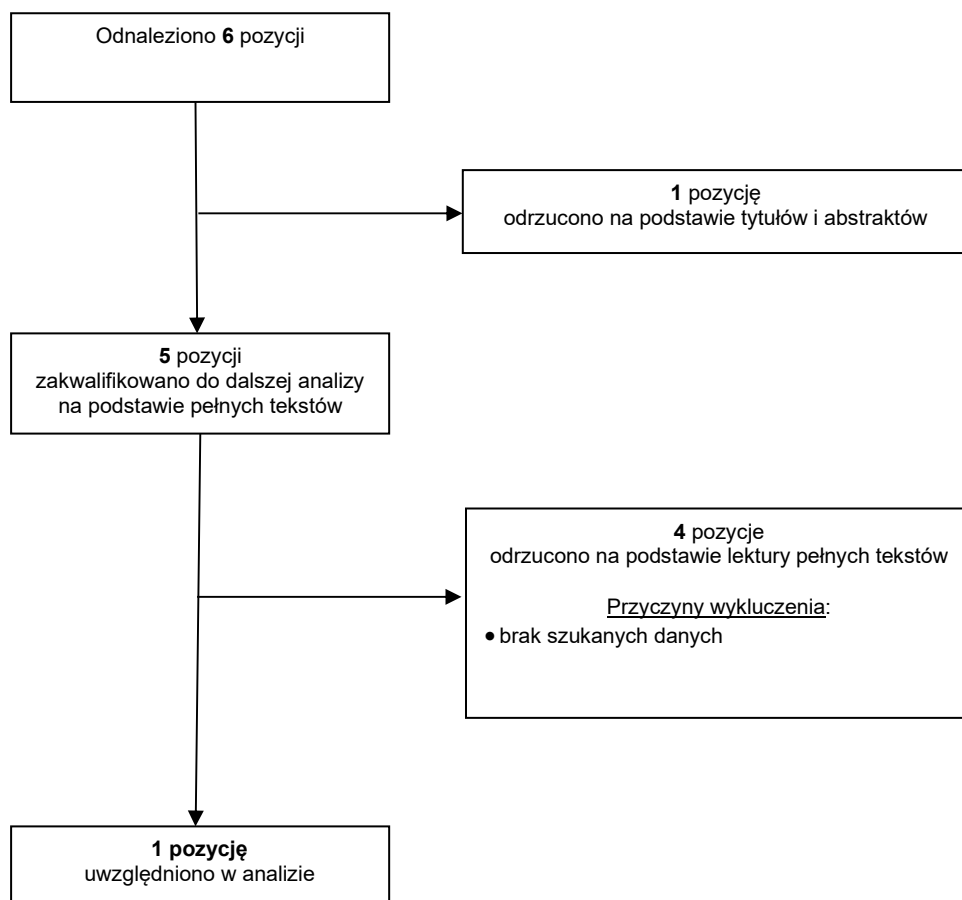 Odnaleziono 6 pozycji
1 pozycję
odrzucono na podstawie tytułów i abstraktów
5 pozycji
zakwalifikowano do dalszej analizy
na podstawie pełnych tekstów
4 pozycje
odrzucono na podstawie lektury pełnych tekstów
Przyczyny wykluczenia:
• brak szukanych danych
1 pozycję
uwzględniono w analizie